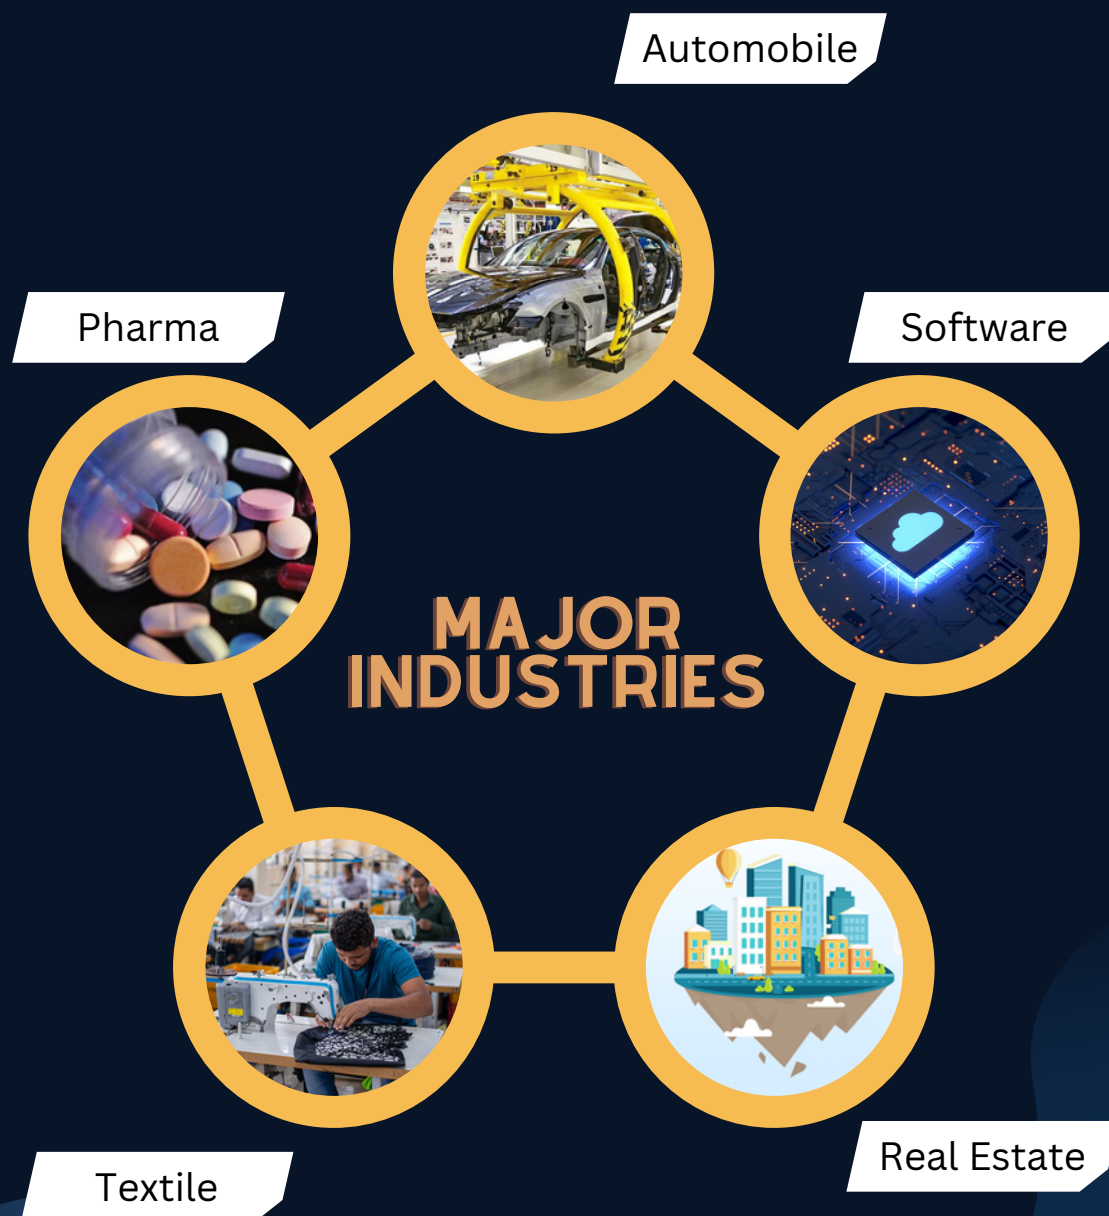 Automobile
Pharma
Software
MAJOR
INDUSTRIES
Real Estate
Textile